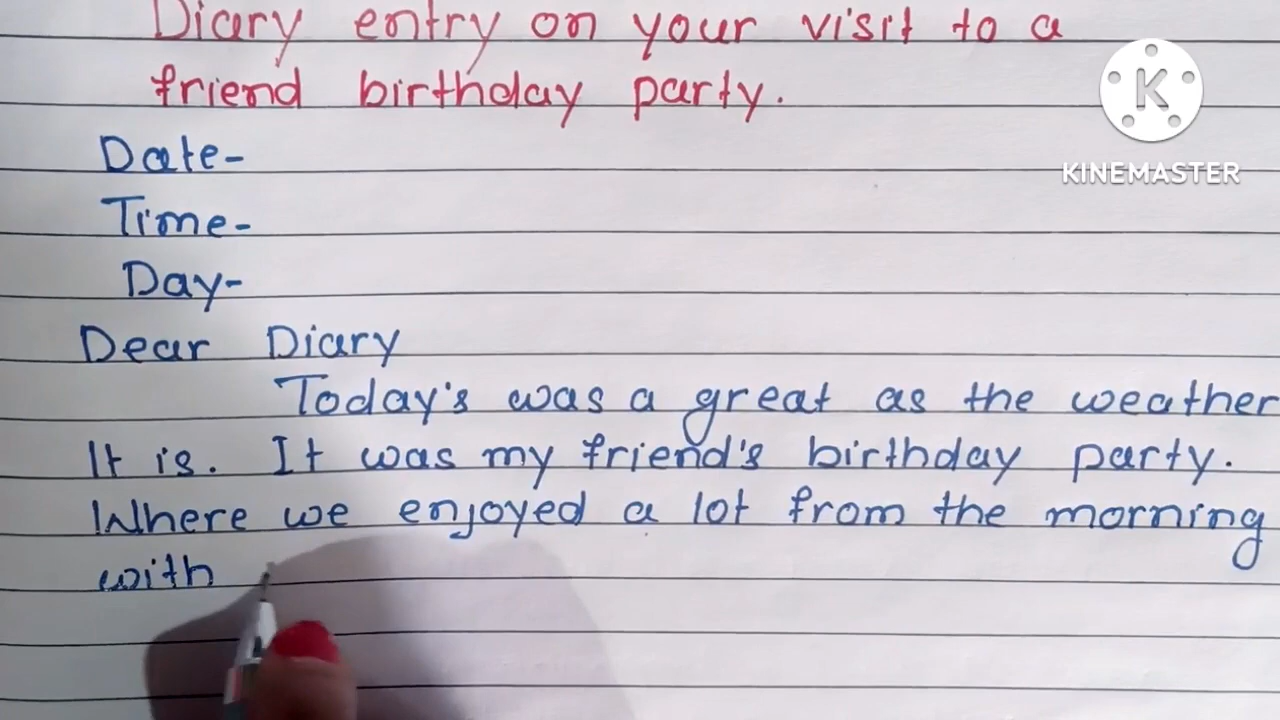 Diary entry on your visit to a
friend birthday party.
KINEMASTER
Date-
Time-
Day-
Dear Diary
Today's was a great as the weather
It is. It was my friend's birthday party.
Where we enjoyed a lot from the morning
with